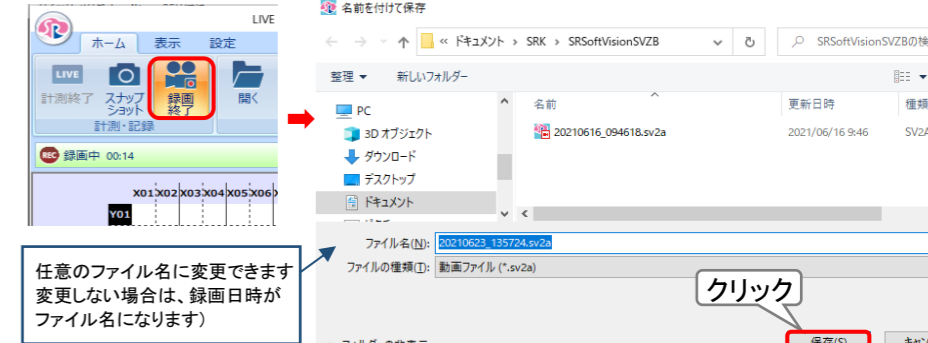 LIVE
ホーム 表示 設定
LIVE
計測終了 スナップ ショット 録画 終了 開く
計測・記録
REC 録画中 00:14
X01 X02 X03 X04 X05 X06
Y01
任意のファイル名に変更できます
変更しない場合は、録画日時が
ファイル名になります）
名前を付けて保存
« ドキュメント › SRK › SRSoftVisionSVZB
SRSoftVisionSVZBの検
整理 新しいフォルダー
PC
3D オブジェクト
ダウンロード
デスクトップ
ドキュメント
名前 更新日時 種類
20210616_094618.sv2a 2021/06/16 9:46 SV2A
ファイル名(N): 20210623_135724.sv2a
ファイルの種類(T): 動画ファイル (*.sv2a)
クリック
保存(S) キャン